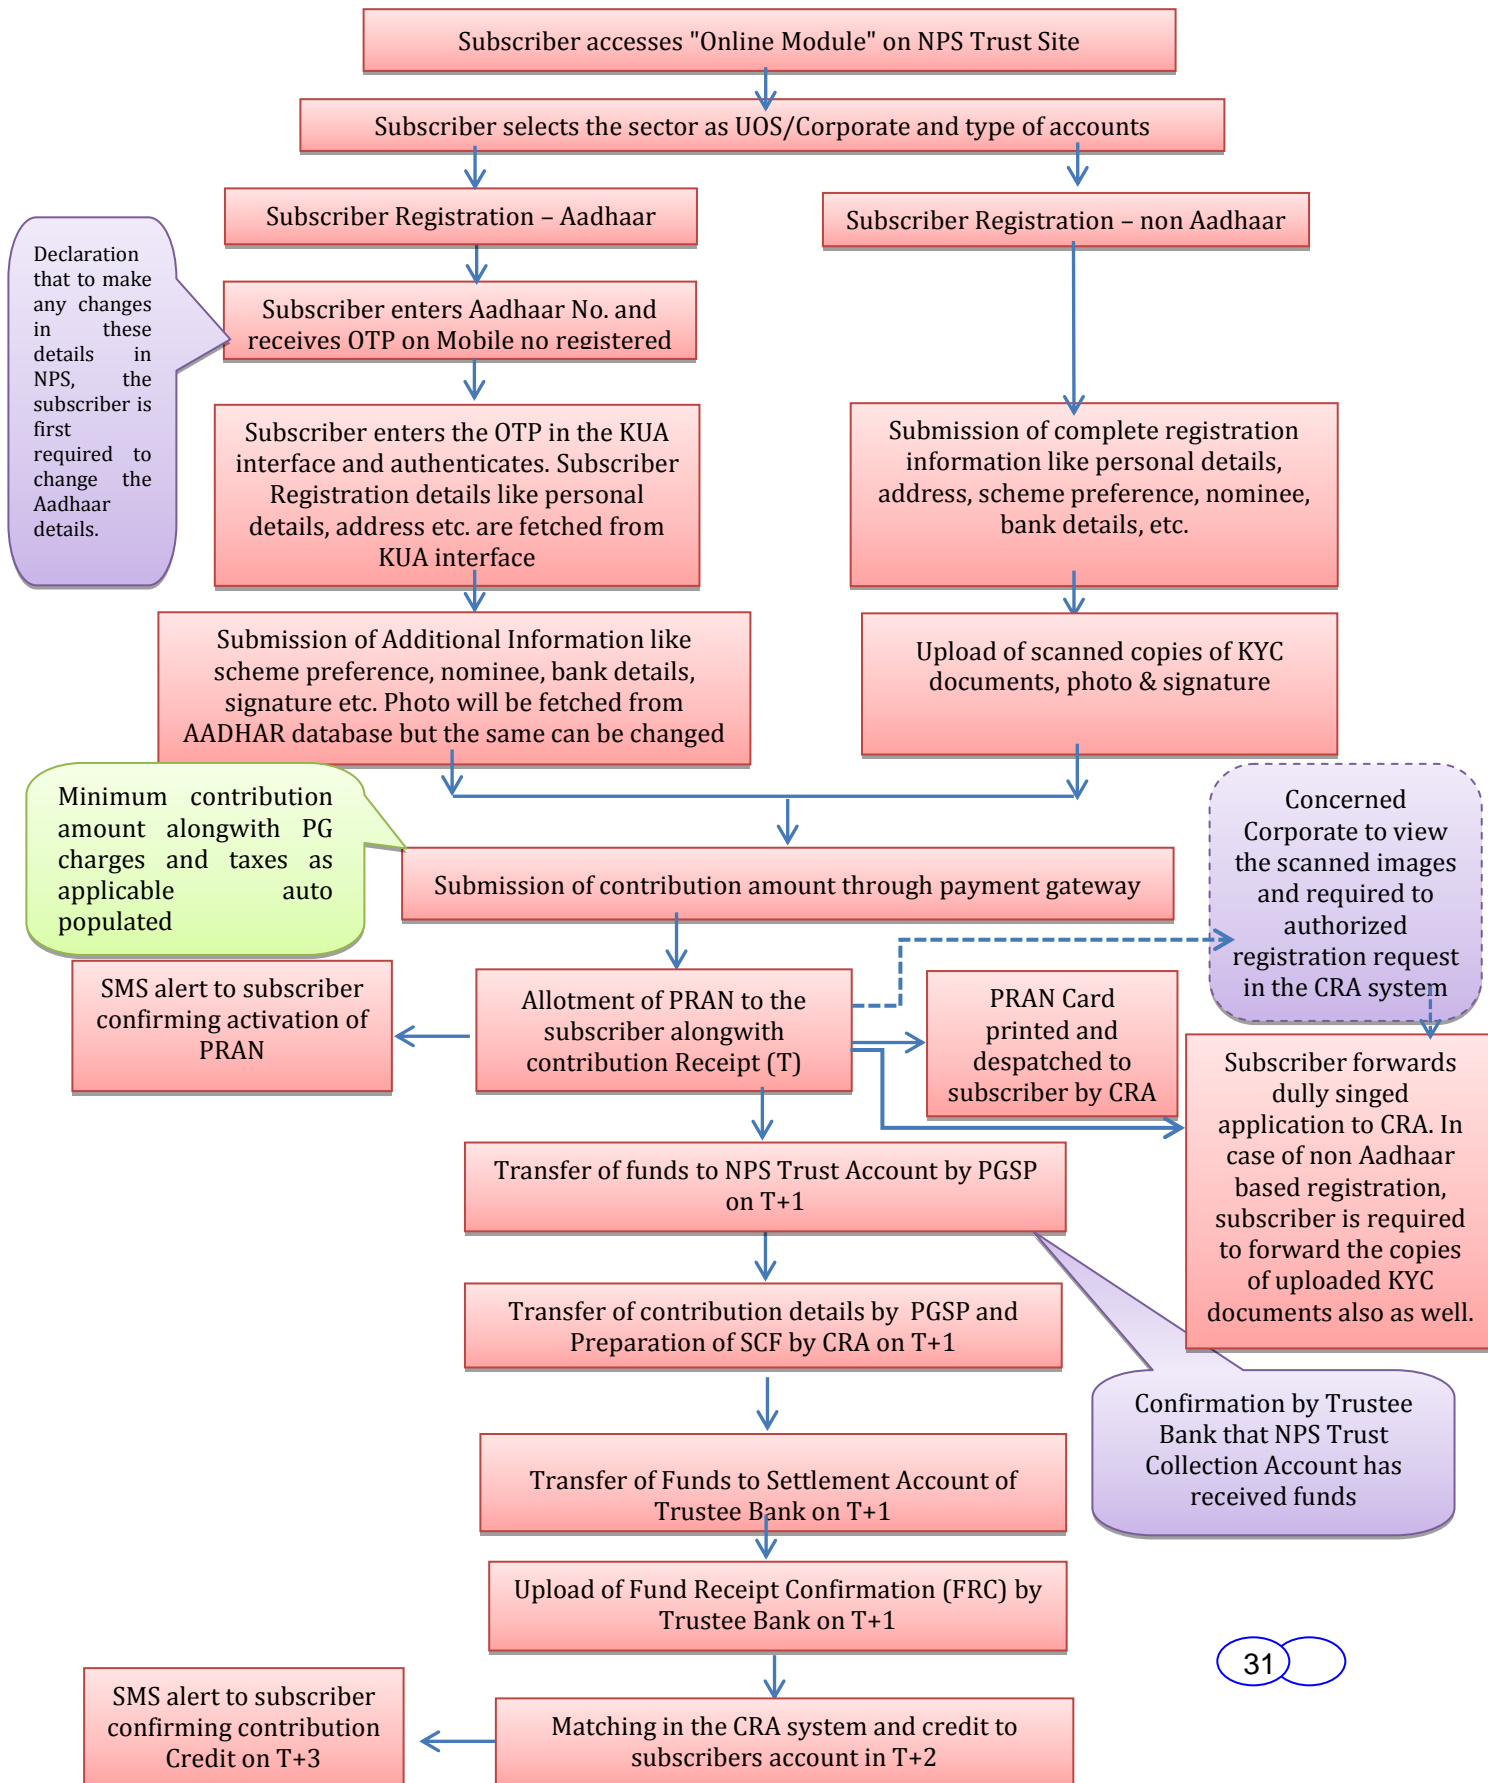 Subscriber accesses "Online Module" on NPS Trust Site
Subscriber selects the sector as UOS/Corporate and type of accounts
Subscriber Registration – Aadhaar
Subscriber Registration – non Aadhaar
Declaration
that to make
any changes
in these
details in
NPS, the
subscriber is
first
required to
change the
Aadhaar
details.
Subscriber enters Aadhaar No. and
receives OTP on Mobile no registered
Subscriber enters the OTP in the KUA
interface and authenticates. Subscriber
Registration details like personal
details, address etc. are fetched from
KUA interface
Submission of complete registration
information like personal details,
address, scheme preference, nominee,
bank details, etc.
Submission of Additional Information like
scheme preference, nominee, bank details,
signature etc. Photo will be fetched from
AADHAR database but the same can be changed
Upload of scanned copies of KYC
documents, photo & signature
Minimum contribution
amount alongwith PG
charges and taxes as
applicable auto
populated
Concerned
Corporate to view
the scanned images
and required to
authorized
registration request
in the CRA system
Submission of contribution amount through payment gateway
SMS alert to subscriber
confirming activation of
PRAN
Allotment of PRAN to the
subscriber alongwith
contribution Receipt (T)
PRAN Card
printed and
despatched to
subscriber by CRA
Subscriber forwards
dully singed
application to CRA. In
case of non Aadhaar
based registration,
subscriber is required
to forward the copies
of uploaded KYC
documents also as well.
Transfer of funds to NPS Trust Account by PGSP
on T+1
Transfer of contribution details by PGSP and
Preparation of SCF by CRA on T+1
Confirmation by Trustee
Bank that NPS Trust
Collection Account has
received funds
Transfer of Funds to Settlement Account of
Trustee Bank on T+1
Upload of Fund Receipt Confirmation (FRC) by
Trustee Bank on T+1
31
SMS alert to subscriber
confirming contribution
Credit on T+3
Matching in the CRA system and credit to
subscribers account in T+2